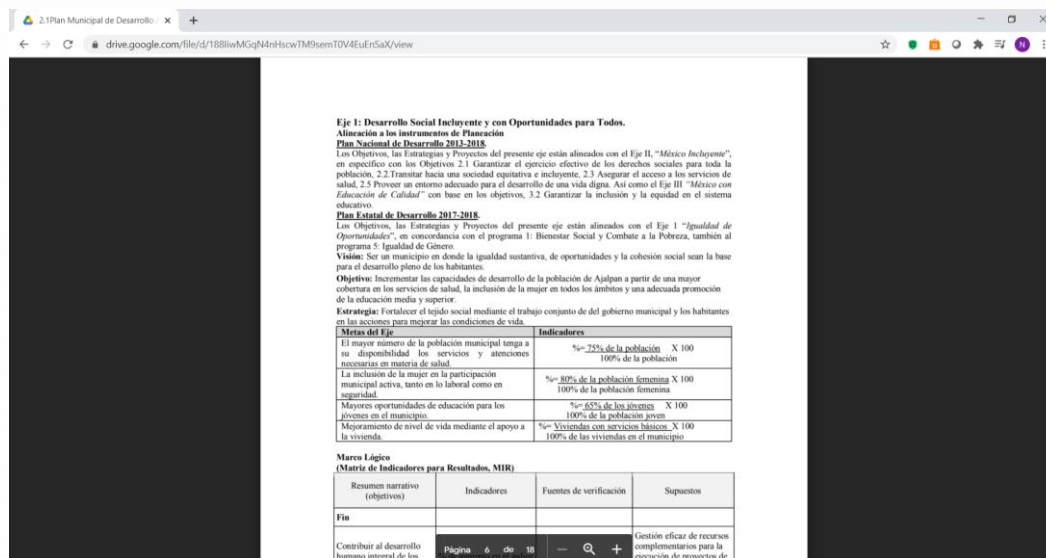 2.1Plan Municipal de Desarrollo
drive.google.com/file/d/188IiwMGqN4nHscwTM9semT0V4EuEnSaX/view
N
Eje 1: Desarrollo Social Incluyente y con Oportunidades para Todos.
Alineación a los instrumentos de Planeación
Plan Nacional de Desarrollo 2013-2018.
Los Objetivos, las Estrategias y Proyectos del presente eje están alineados con el Eje II, “México Incluyente”,
en específico con los Objetivos 2.1 Garantizar el ejercicio efectivo de los derechos sociales para toda la
población, 2.2.Transitar hacia una sociedad equitativa e incluyente, 2.3 Asegurar el acceso a los servicios de
salud, 2.5 Proveer un entorno adecuado para el desarrollo de una vida digna. Así como el Eje III “México con
Educación de Calidad” con base en los objetivos, 3.2 Garantizar la inclusión y la equidad en el sistema
educativo.
Plan Estatal de Desarrollo 2017-2018.
Los Objetivos, las Estrategias y Proyectos del presente eje están alineados con el Eje 1 “Igualdad de
Oportunidades”, en concordancia con el programa 1: Bienestar Social y Combate a la Pobreza, también al
programa 5: Igualdad de Género.
Visión: Ser un municipio en donde la igualdad sustantiva, de oportunidades y la cohesión social sean la base
para el desarrollo pleno de los habitantes.
Objetivo: Incrementar las capacidades de desarrollo de la población de Ajalpan a partir de una mayor
cobertura en los servicios de salud, la inclusión de la mujer en todos los ámbitos y una adecuada promoción
de la educación media y superior.
Estrategia: Fortalecer el tejido social mediante el trabajo conjunto de del gobierno municipal y los habitantes
en las acciones para mejorar las condiciones de vida.
Metas del Eje Indicadores
El mayor número de la población municipal tenga a
su disponibilidad los servicios y atenciones
necesarias en materia de salud.
%= 75% de la población X 100
100% de la población
La inclusión de la mujer en la participación
municipal activa, tanto en lo laboral como en
seguridad.
%= 80% de la población femenina X 100
100% de la población femenina
Mayores oportunidades de educación para los
jóvenes en el municipio.
%= 65% de los jóvenes X 100
100% de la población joven
Mejoramiento de nivel de vida mediante el apoyo a
la vivienda.
%= Viviendas con servicios básicos X 100
100% de las viviendas en el municipio
Marco Lógico
(Matriz de Indicadores para Resultados, MIR)
Resumen narrativo
(objetivos)
Indicadores
Fuentes de verificación
Supuestos
Fin
Contribuir al desarrollo
humano integral de los
Gestión eficaz de recursos
complementarios para la
ejecución de proyectos de
Página 6 de 18